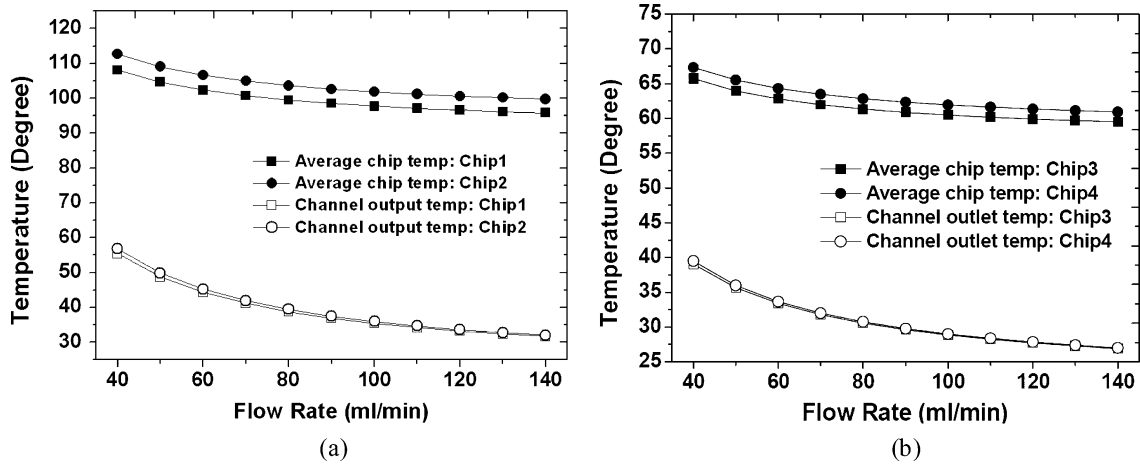 120
110
100
90
80
70
60
50
40
30
Temperature (Degree)
Average chip temp: Chip1
Average chip temp: Chip2
Channel output temp: Chip1
Channel output temp: Chip2
40 60 80 100 120 140
Flow Rate (ml/min)
(a)
75
70
65
60
55
50
45
40
35
30
25
Temperature (Degree)
Average chip temp: Chip3
Average chip temp: Chip4
Channel outlet temp: Chip3
Channel outlet temp: Chip4
40 60 80 100 120 140
Flow Rate (ml/min)
(b)